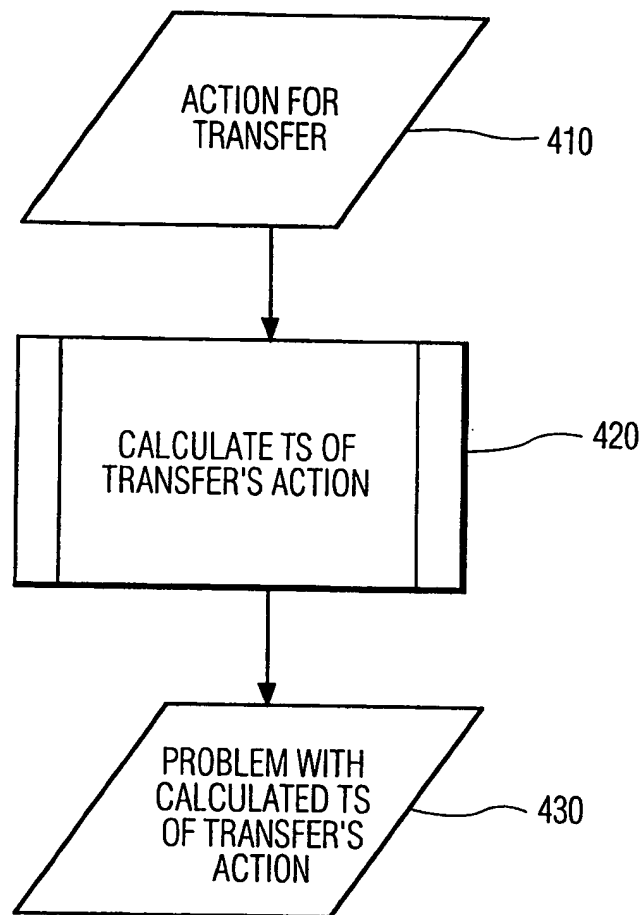 ACTION FOR
TRANSFER
410
CALCULATE TS OF
TRANSFER'S ACTION
420
PROBLEM WITH
CALCULATED TS
OF TRANSFER'S
ACTION
430